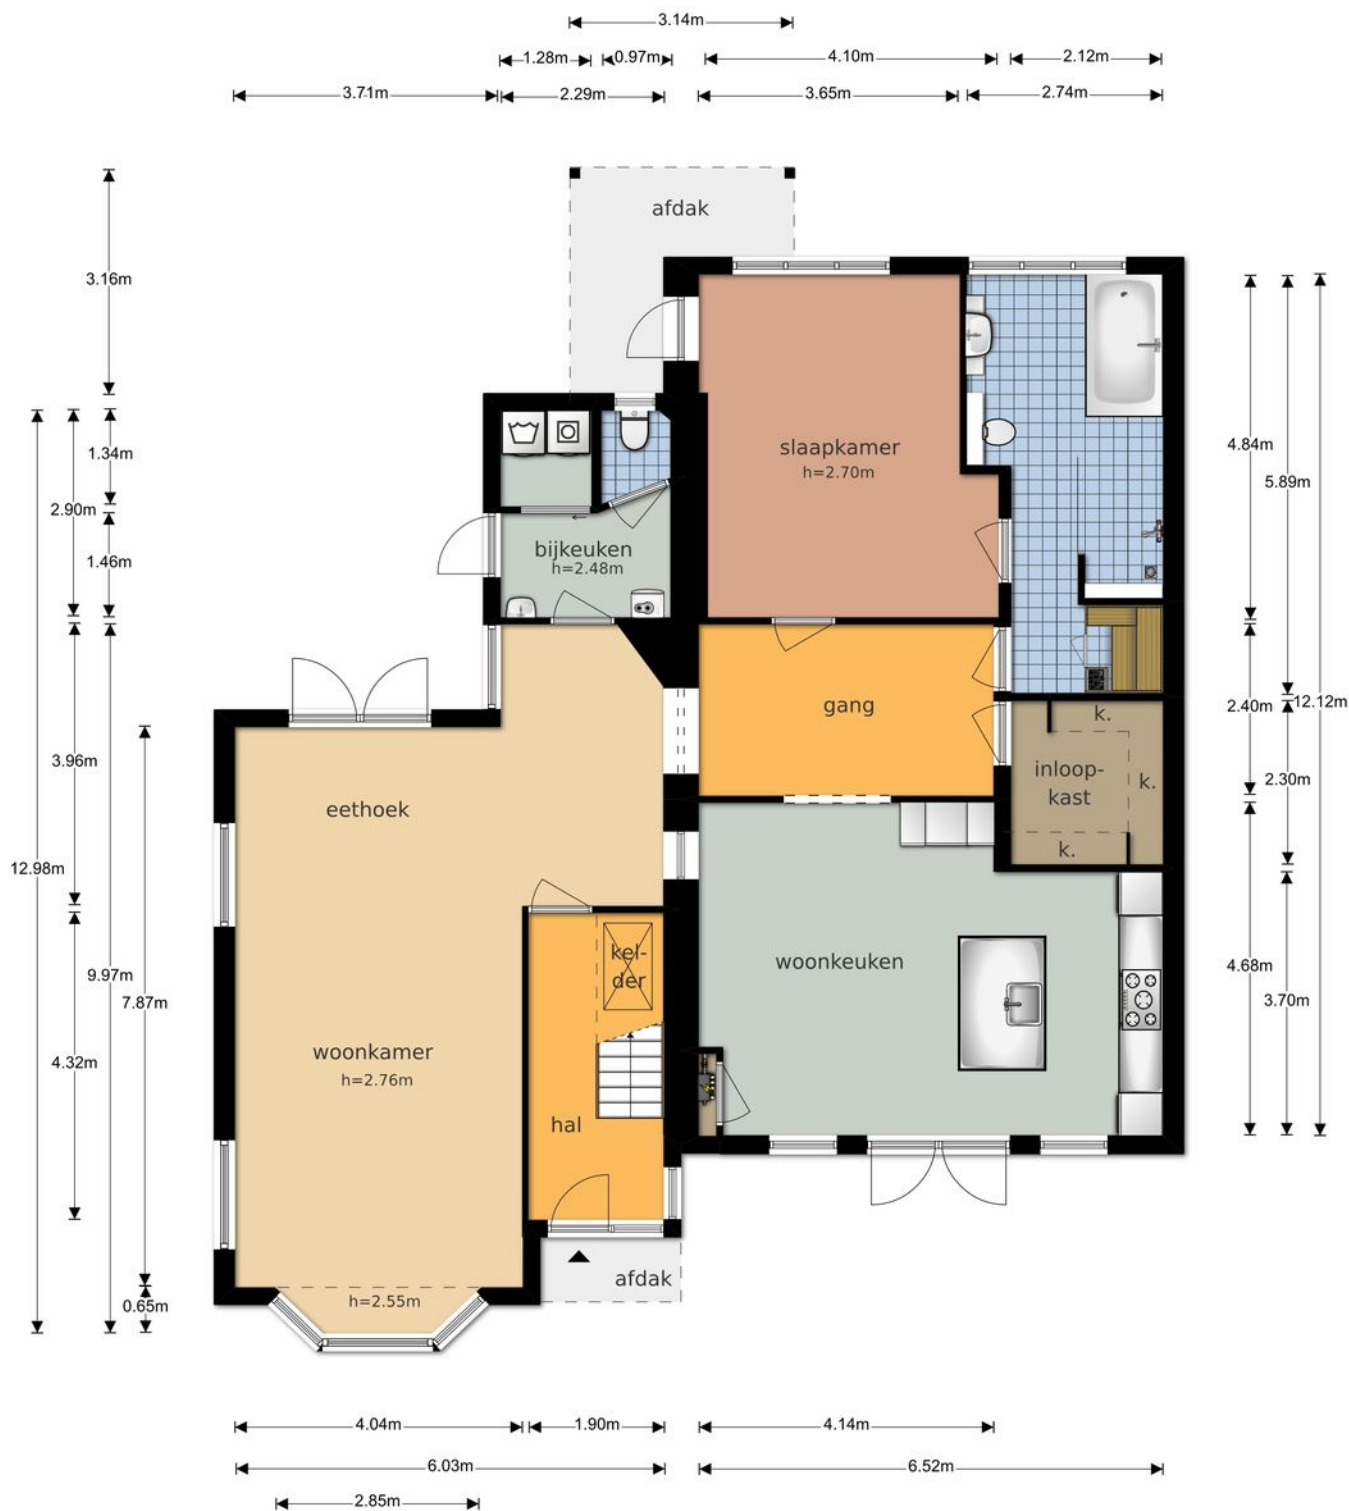 3.14m
1.28m
0.97m
4.10m
2.12m
3.71m
2.29m
3.65m
2.74m
afdak
3.16m
slaapkamer
h=2.70m
4.84m
1.34m
5.89m
2.90m
bijkeuken
h=2.48m
1.46m
gang
k.
2.40m
12.12m
3.96m
inloop-
kast
k.
2.30m
eethoek
k.
12.98m
kel-
der
woonkeuken
4.68m
9.97m
7.87m
3.70m
woonkamer
h=2.76m
4.32m
hal
afdak
h=2.55m
0.65m
4.04m
1.90m
4.14m
6.03m
6.52m
2.85m